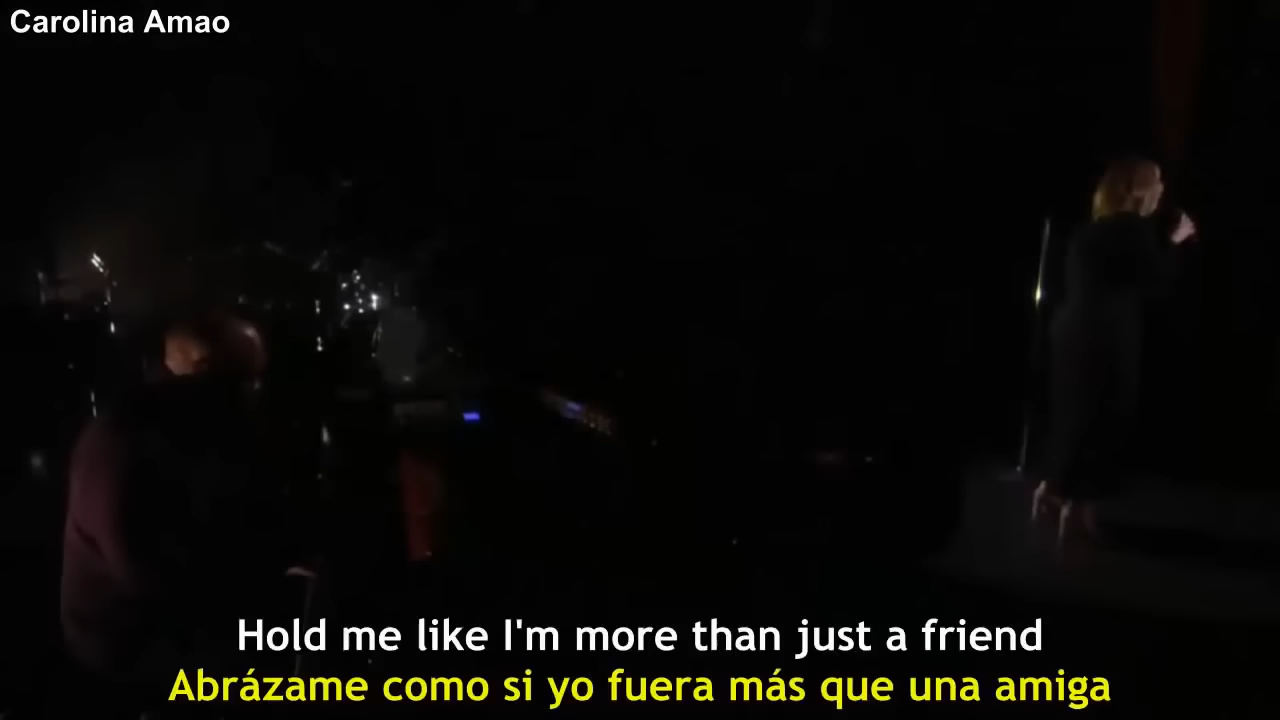 Carolina Amao
Hold me like I'm more than just a friend
Abrázame como si yo fuera más que una amiga